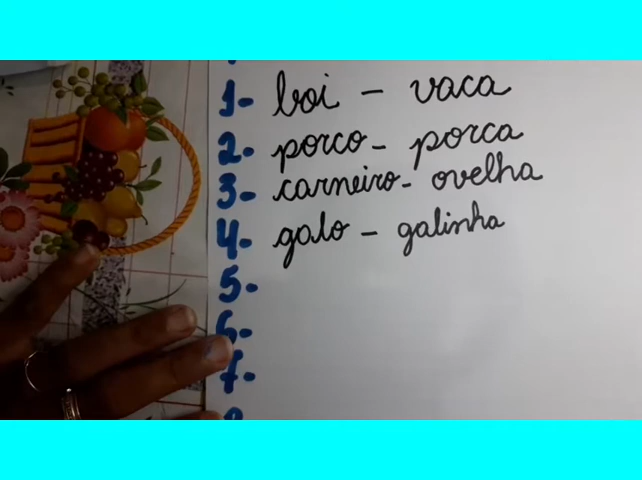 1- boi - vaca
2- porco - porca
3- carneiro - ovelha
4- galo - galinha
5-
6-
7-